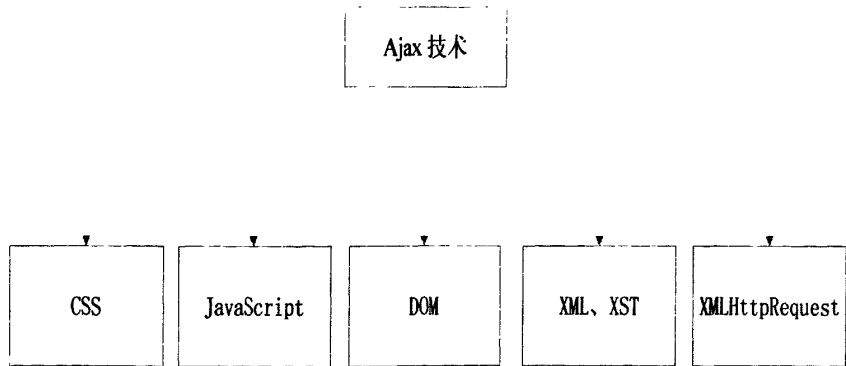 Ajax 技术
CSS
JavaScript
DOM
XML、XST
XMLHttpRequest